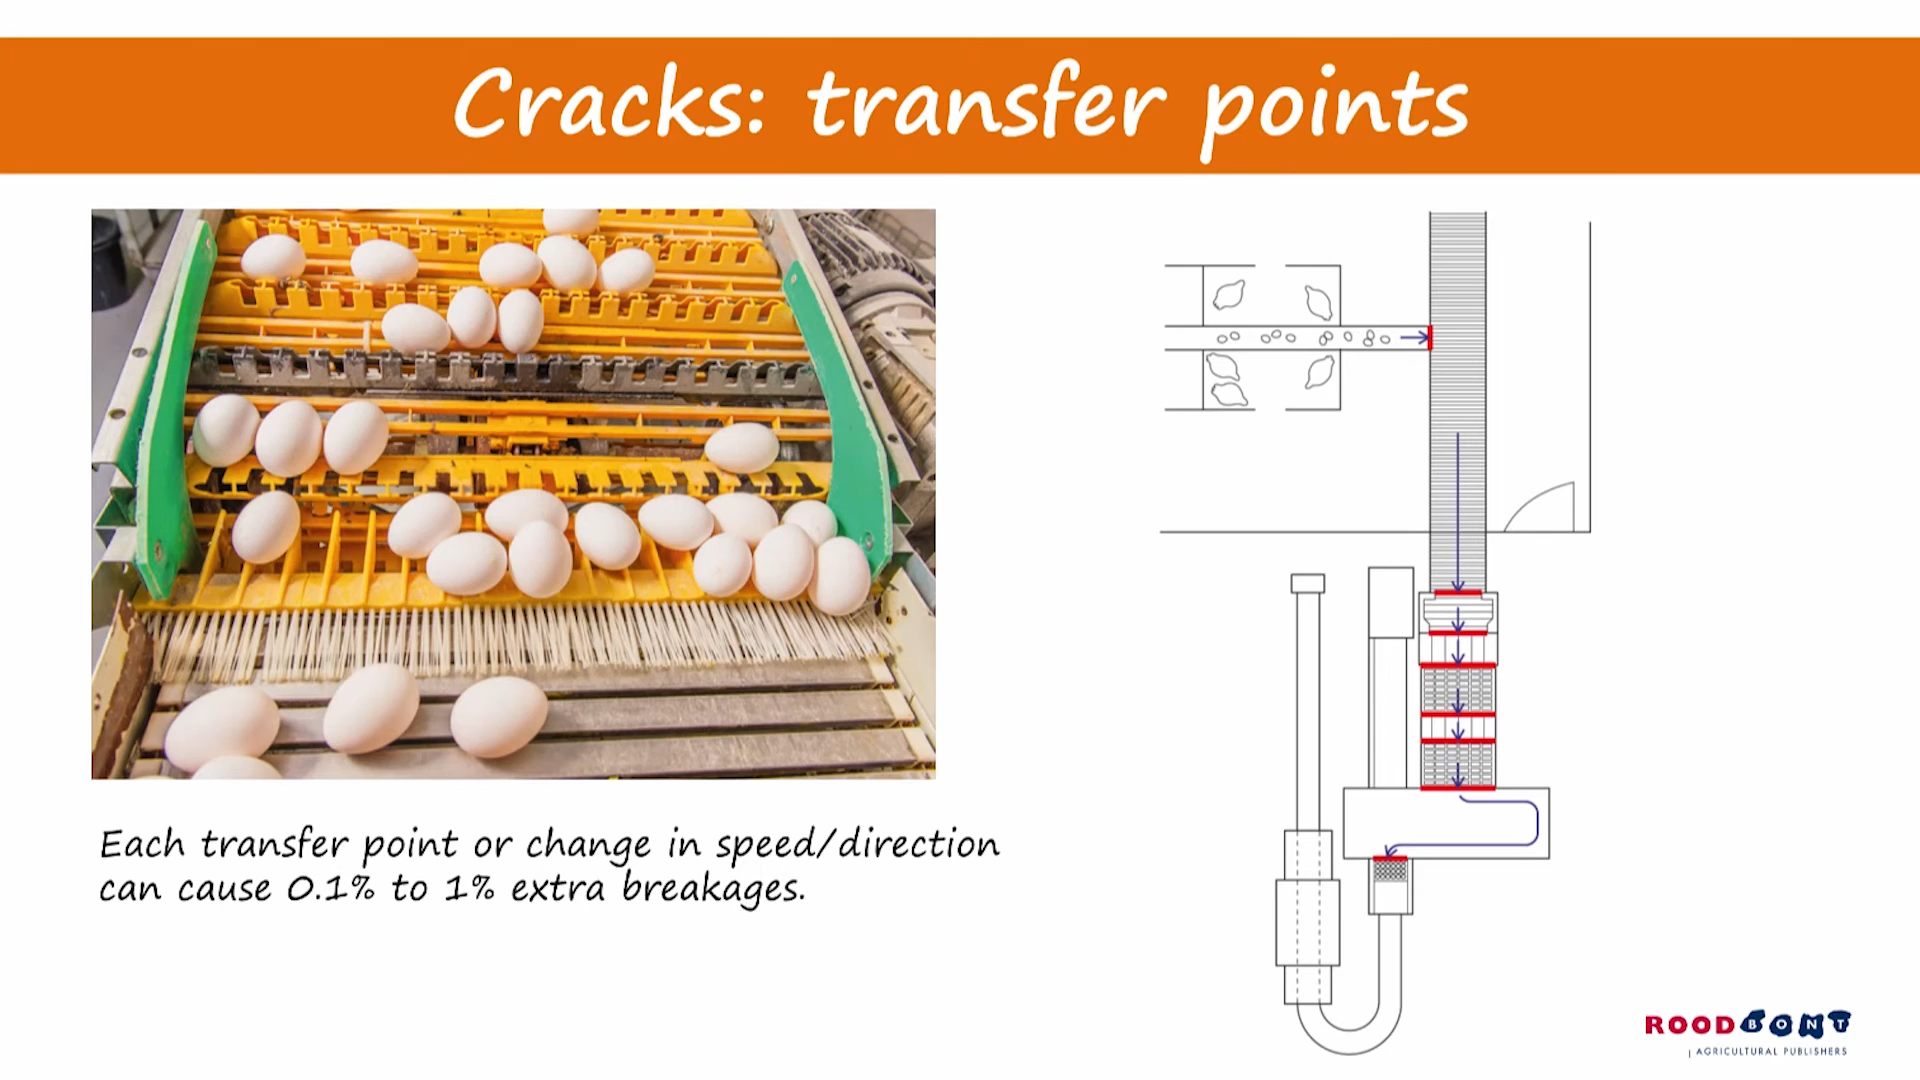 Cracks: transfer points
Each transfer point or change in speed/direction
can cause 0.1% to 1% extra breakages.
ROODBONT
| AGRICULTURAL PUBLISHERS